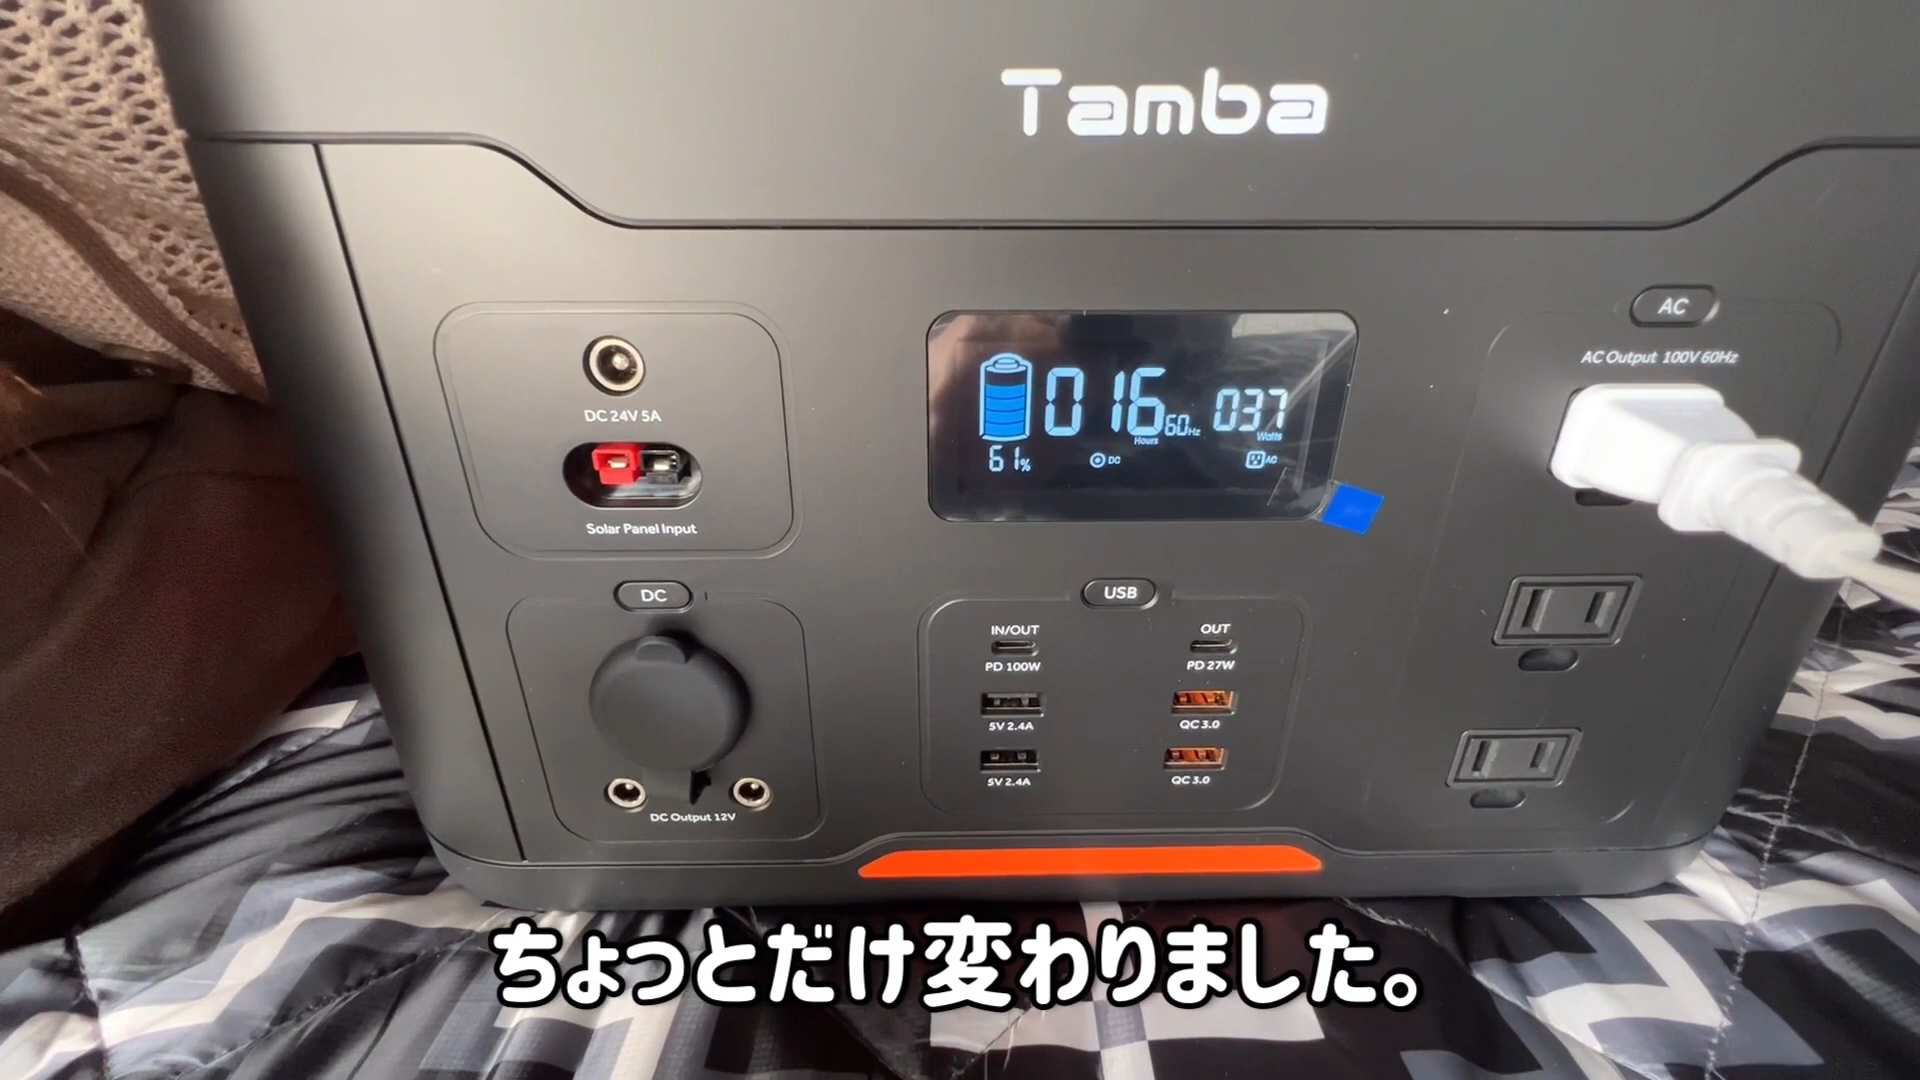 Tamba
AC
AC Output 100V 60Hz
DC 24V 5A
Solar Panel Input
016 60Hz 037
Hours Watts
61% DC AC
DC
DC Output 12V
USB
IN/OUT OUT
PD 100W PD 27W
5V 2.4A QC 3.0
5V 2.4A QC 3.0
ちょっとだけ変わりました。